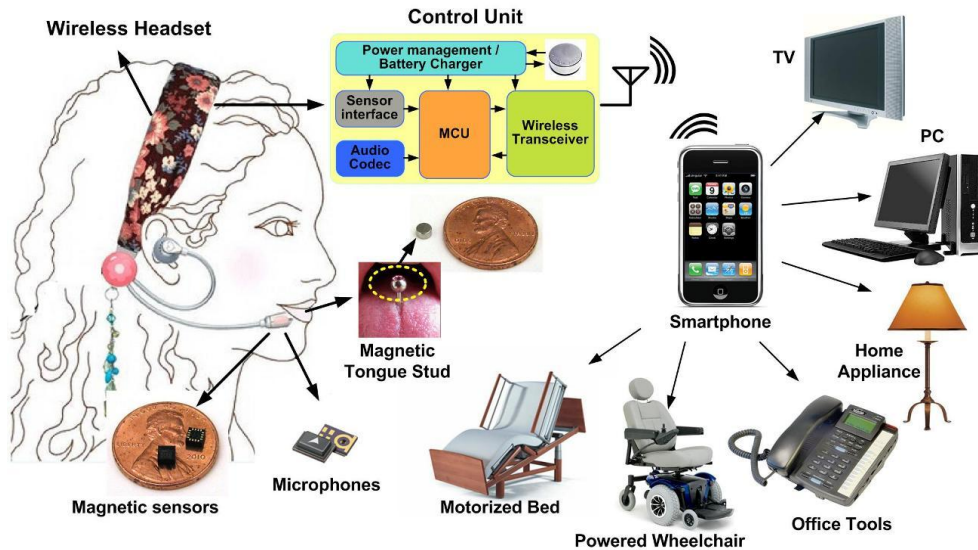 Control Unit
Wireless Headset
Power management /
Battery Charger
Sensor
interface
MCU
Wireless
Transceiver
Audio
Codec
TV
PC
Magnetic
Tongue Stud
Smartphone
Home
Appliance
Magnetic sensors
Microphones
Motorized Bed
Powered Wheelchair
Office Tools